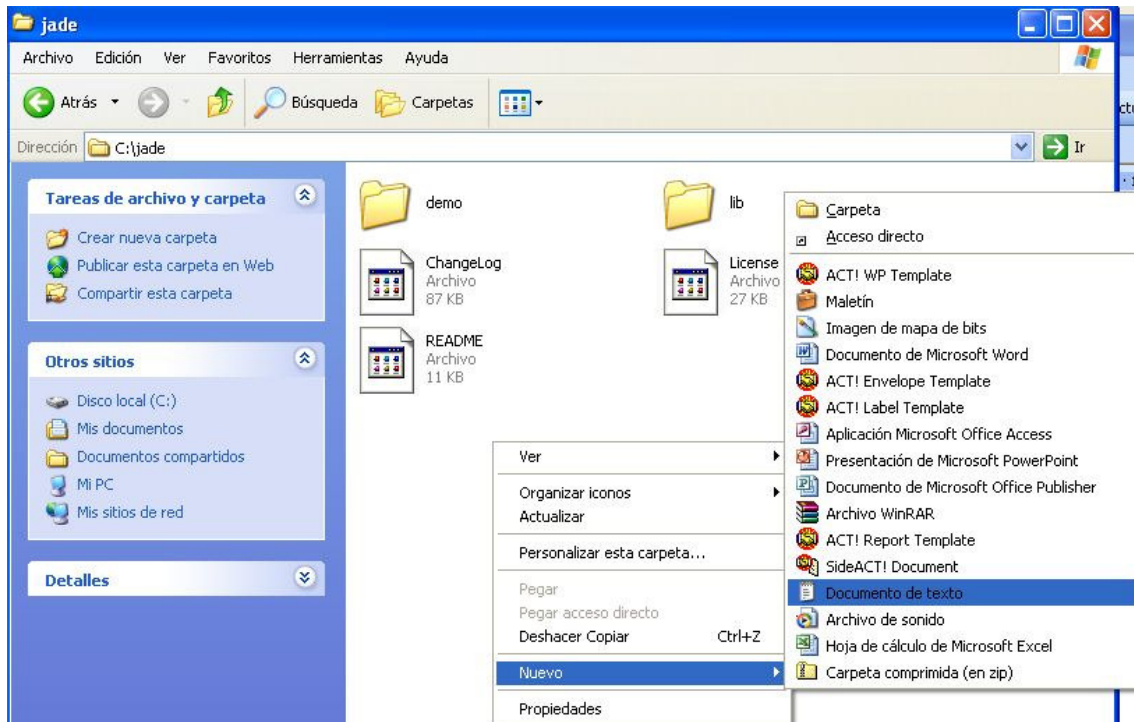 jade
Archivo Edición Ver Favoritos Herramientas Ayuda
Atrás Búsqueda Carpetas
Dirección C:\jade Ir
Tareas de archivo y carpeta
Crear nueva carpeta
Publicar esta carpeta en Web
Compartir esta carpeta
Otros sitios
Disco local (C:)
Mis documentos
Documentos compartidos
Mi PC
Mis sitios de red
Detalles
demo
lib
ChangeLog
Archivo
87 KB
License
Archivo
27 KB
README
Archivo
11 KB
Ver
Organizar iconos
Actualizar
Personalizar esta carpeta...
Pegar
Pegar acceso directo
Deshacer Copiar Ctrl+Z
Nuevo
Propiedades
Carpeta
Acceso directo
ACT! WP Template
Maletín
Imagen de mapa de bits
Documento de Microsoft Word
ACT! Envelope Template
ACT! Label Template
Aplicación Microsoft Office Access
Presentación de Microsoft PowerPoint
Documento de Microsoft Office Publisher
Archivo WinRAR
ACT! Report Template
SideACT! Document
Documento de texto
Archivo de sonido
Hoja de cálculo de Microsoft Excel
Carpeta comprimida (en zip)